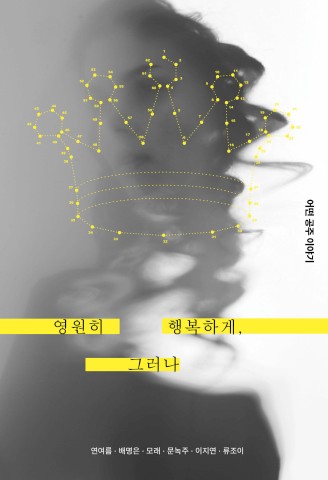 어떤 공주 이야기
영원히 행복하게,
그러나
연여름 · 배명은 · 모래 · 문녹주 · 이지연 · 류조이